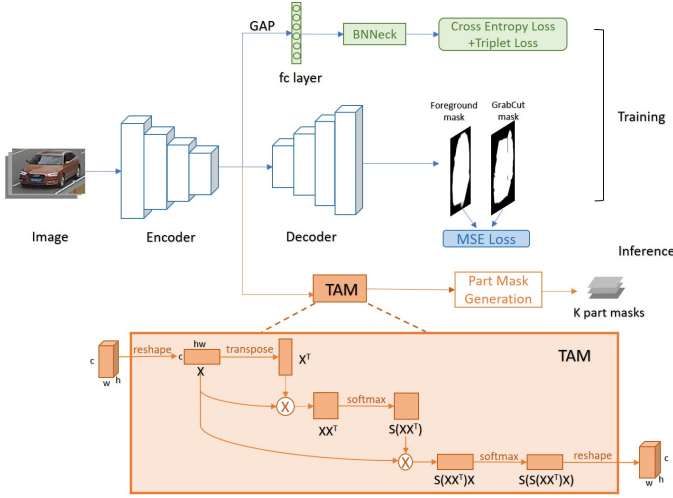 GAP
BNNeck
Cross Entropy Loss
+Triplet Loss
fc layer
Foreground
mask
GrabCut
mask
Training
Image
Encoder
Decoder
MSE Loss
Inference
TAM
Part Mask
Generation
K part masks
TAM
c
w
h
reshape
hw
c
X
transpose
Xᵀ
X
XXᵀ
softmax
S(XXᵀ)
X
S(XXᵀ)X
softmax
S(S(XXᵀ)X)
reshape
c
w
h